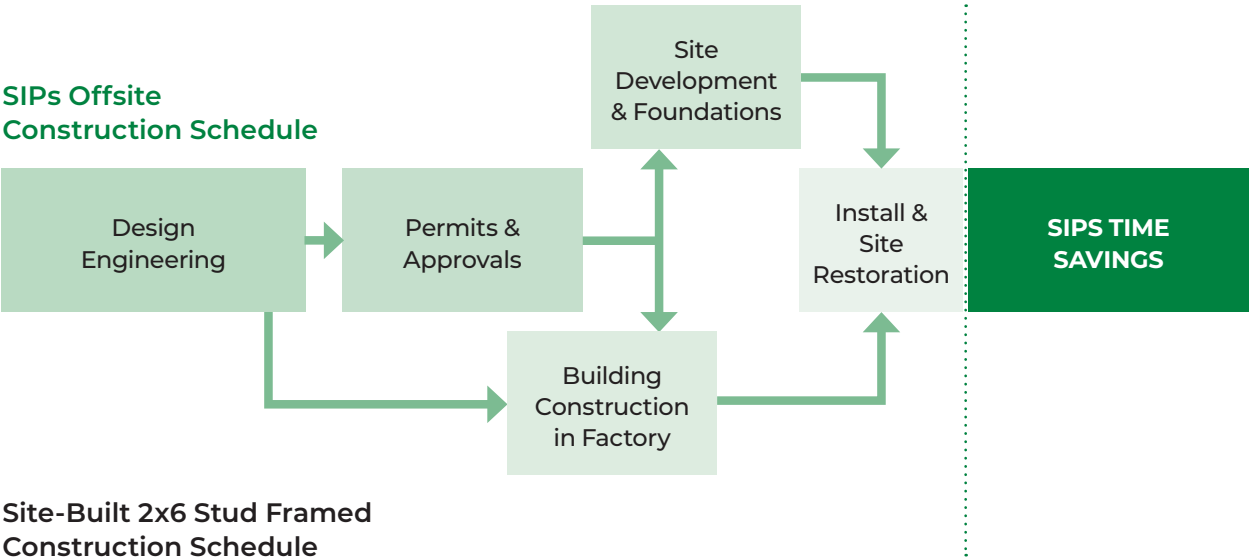 SIPs Offsite
Construction Schedule
Design
Engineering
Permits &
Approvals
Site
Development
& Foundations
Building
Construction
in Factory
Install &
Site
Restoration
SIPS TIME
SAVINGS
Site-Built 2x6 Stud Framed
Construction Schedule